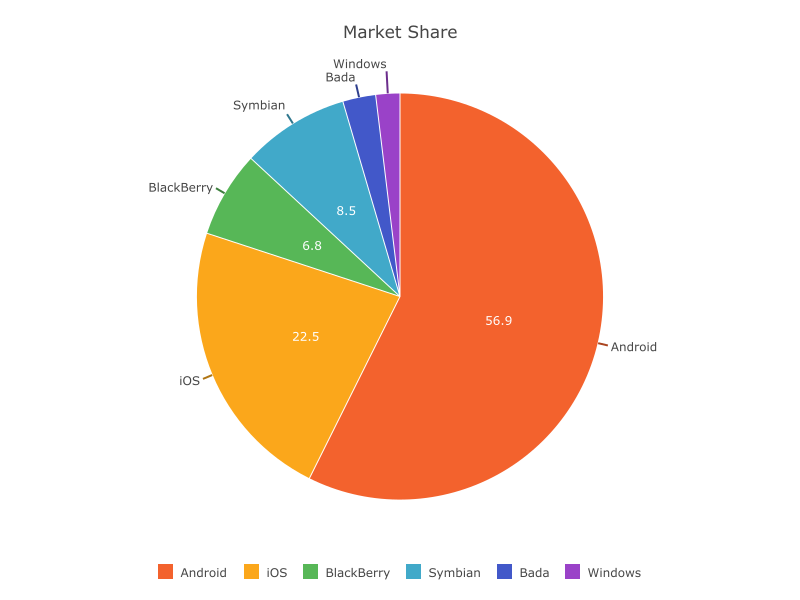 Market Share
Windows
Bada
Symbian
BlackBerry
8.5
6.8
56.9
22.5
Android
iOS
Android iOS BlackBerry Symbian Bada Windows